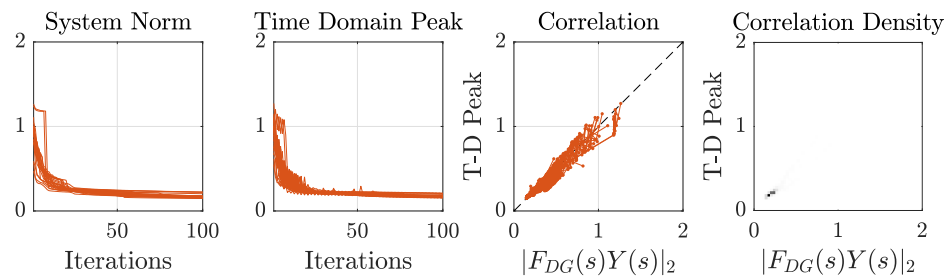 System Norm
2
1
0
50
100
Iterations
Time Domain Peak
2
1
0
50
100
Iterations
Correlation
T-D Peak
2
1
0
0
1
2
|F_{DG}(s)Y(s)|_2
Correlation Density
T-D Peak
2
1
0
0
1
2
|F_{DG}(s)Y(s)|_2